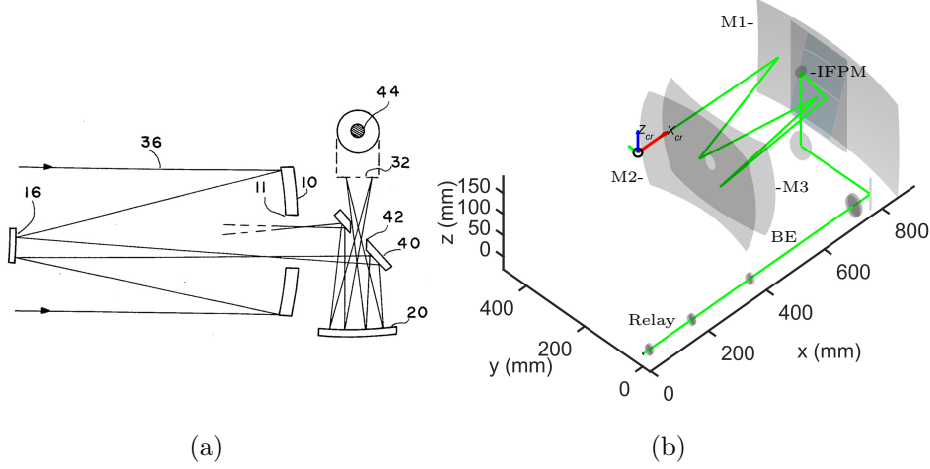 44
36
32
16
11
10
42
40
20
(a)
M1-
-IFPM
Z_cr
X_cr
M2-
-M3
BE
Relay
z (mm)
150
100
50
0
y (mm)
400
200
0
x (mm)
0
200
400
600
800
(b)